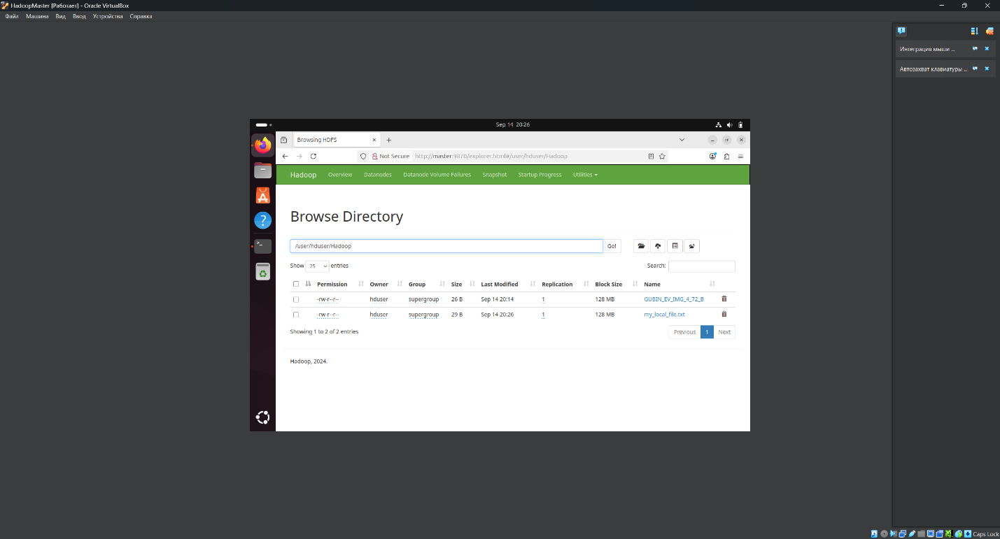 HadoopMaster [Работает] - Oracle VirtualBox
Файл Машина Вид Ввод Устройства Справка
Интеграция мыши ...
Автозахват клавиатуры ...
Sep 14 20:26
Browsing HDFS
Not Secure http://master:9870/explorer.html#/user/hduser/Hadoop
Hadoop Overview Datanodes Datanode Volume Failures Snapshot Startup Progress Utilities
Browse Directory
/user/hduser/Hadoop Go!
Show 25 entries Search:
Permission Owner Group Size Last Modified Replication Block Size Name
-rw-r--r-- hduser supergroup 26 B Sep 14 20:14 1 128 MB GUBIN_EV_IMG_4_72_B
-rw-r--r-- hduser supergroup 29 B Sep 14 20:26 1 128 MB my_local_file.txt
Showing 1 to 2 of 2 entries Previous 1 Next
Hadoop, 2024.
Caps Lock